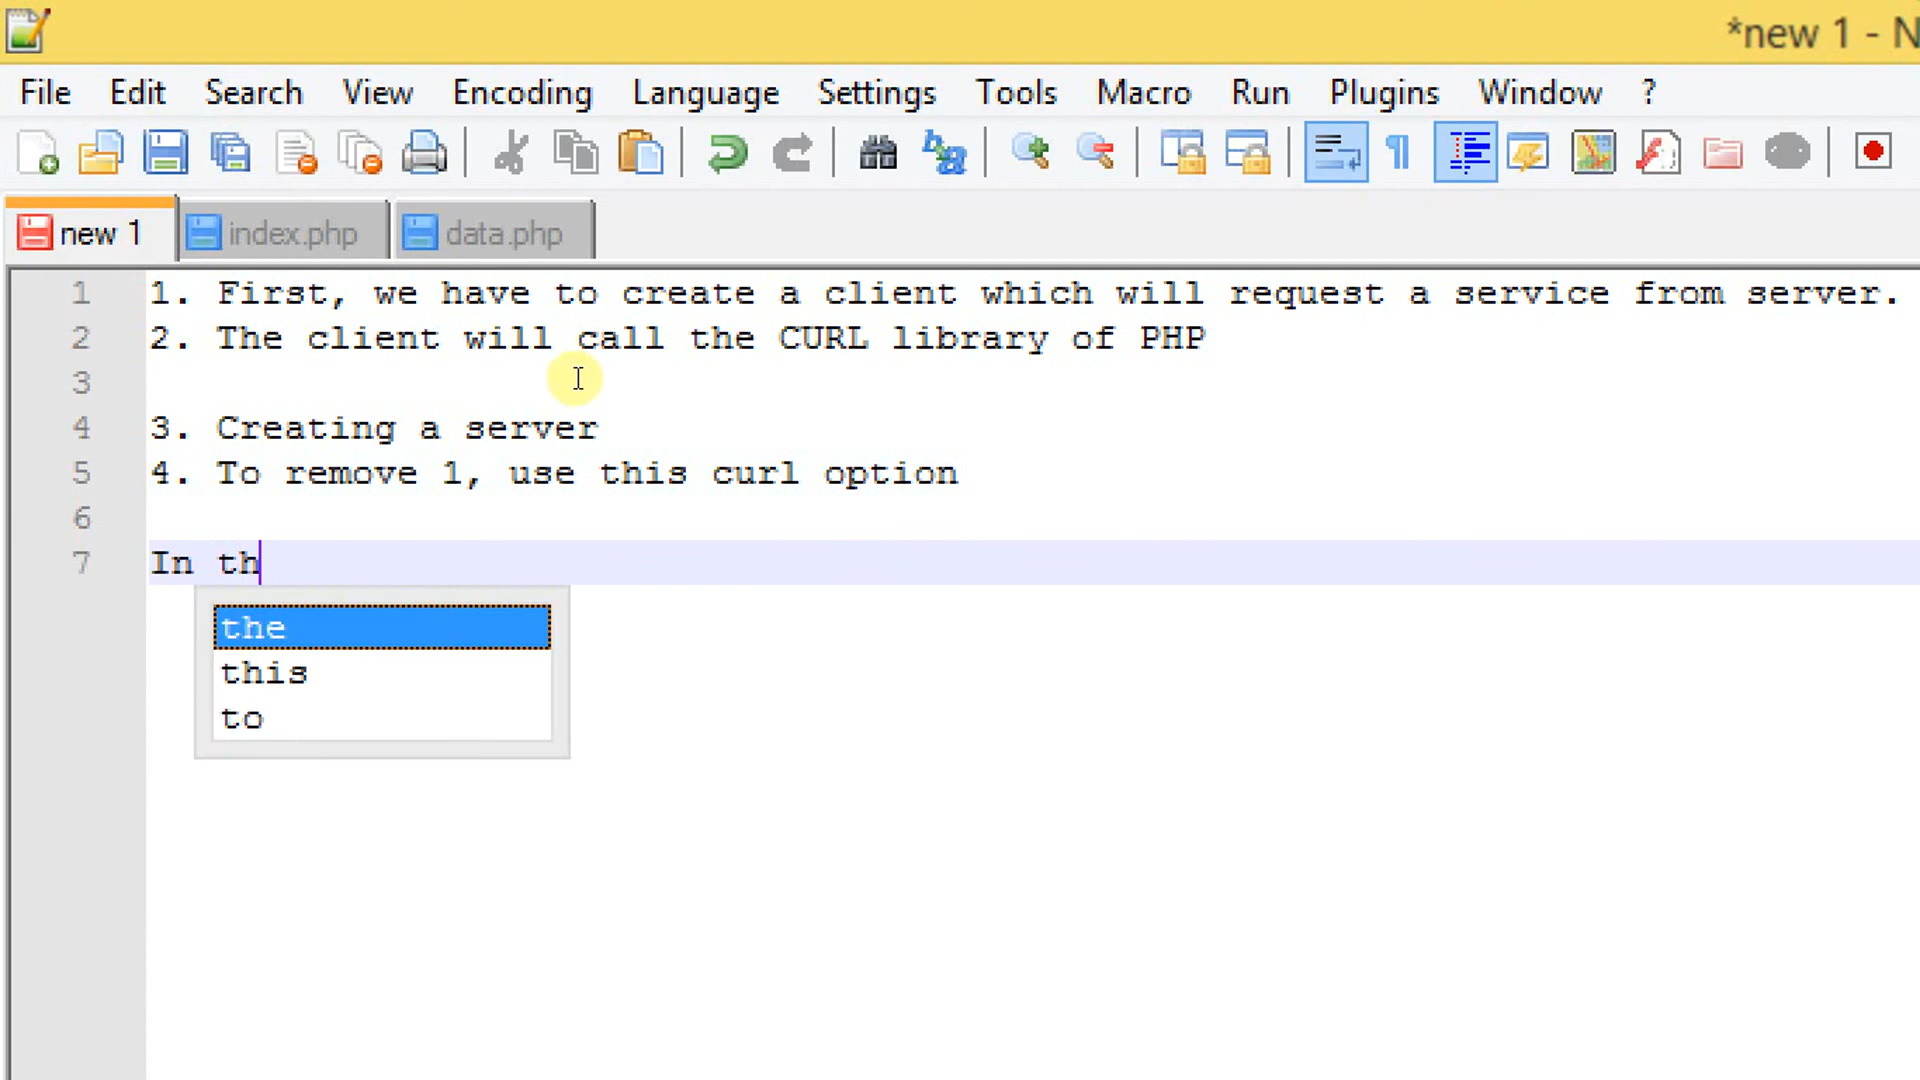 *new 1 - N
File Edit Search View Encoding Language Settings Tools Macro Run Plugins Window ?
new 1 index.php data.php
1 1. First, we have to create a client which will request a service from server.
2 2. The client will call the CURL library of PHP
3
4 3. Creating a server
5 4. To remove 1, use this curl option
6
7 In th
the
this
to